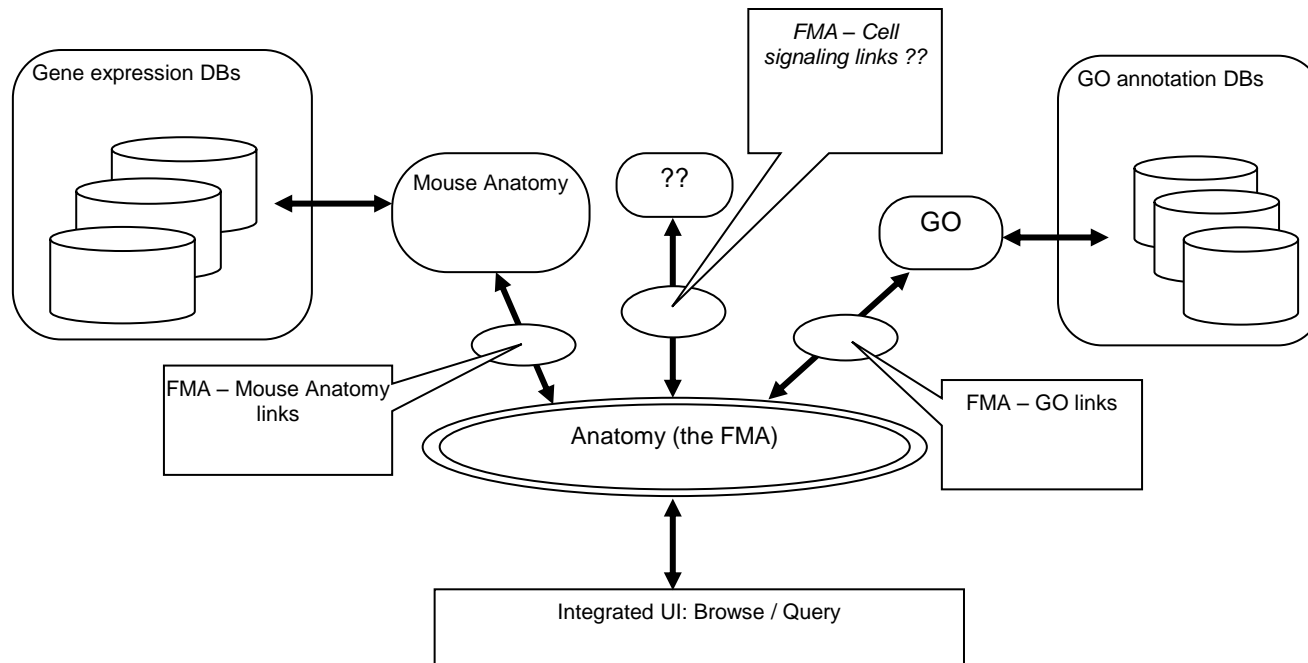 FMA – Cell
signaling links ??
Gene expression DBs
GO annotation DBs
Mouse Anatomy
??
GO
FMA – Mouse Anatomy
links
FMA – GO links
Anatomy (the FMA)
Integrated UI: Browse / Query